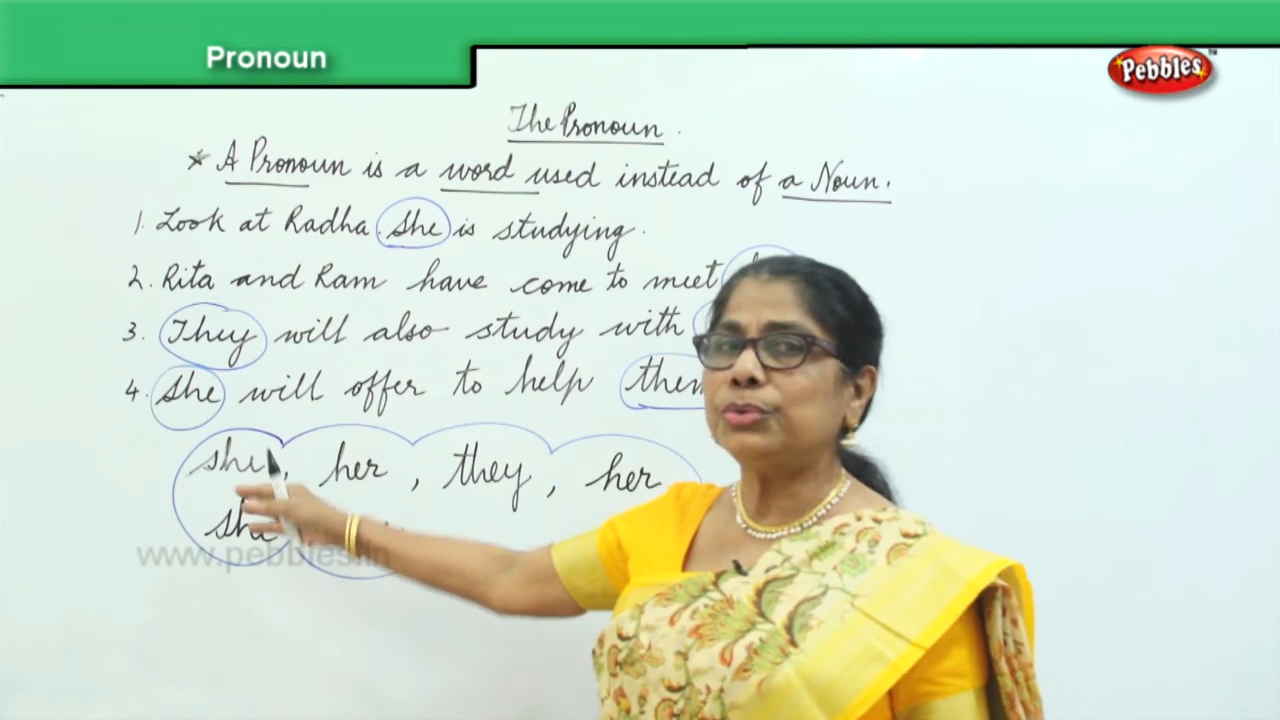 Pronoun
Pebbles™
The Pronoun.
* A Pronoun is a word used instead of a Noun.
1. Look at Radha. she is studying.
2. Rita and Ram have come to meet
3. They will also study with
4. she will offer to help them
she, her, they, her
she
www.pebbles.in